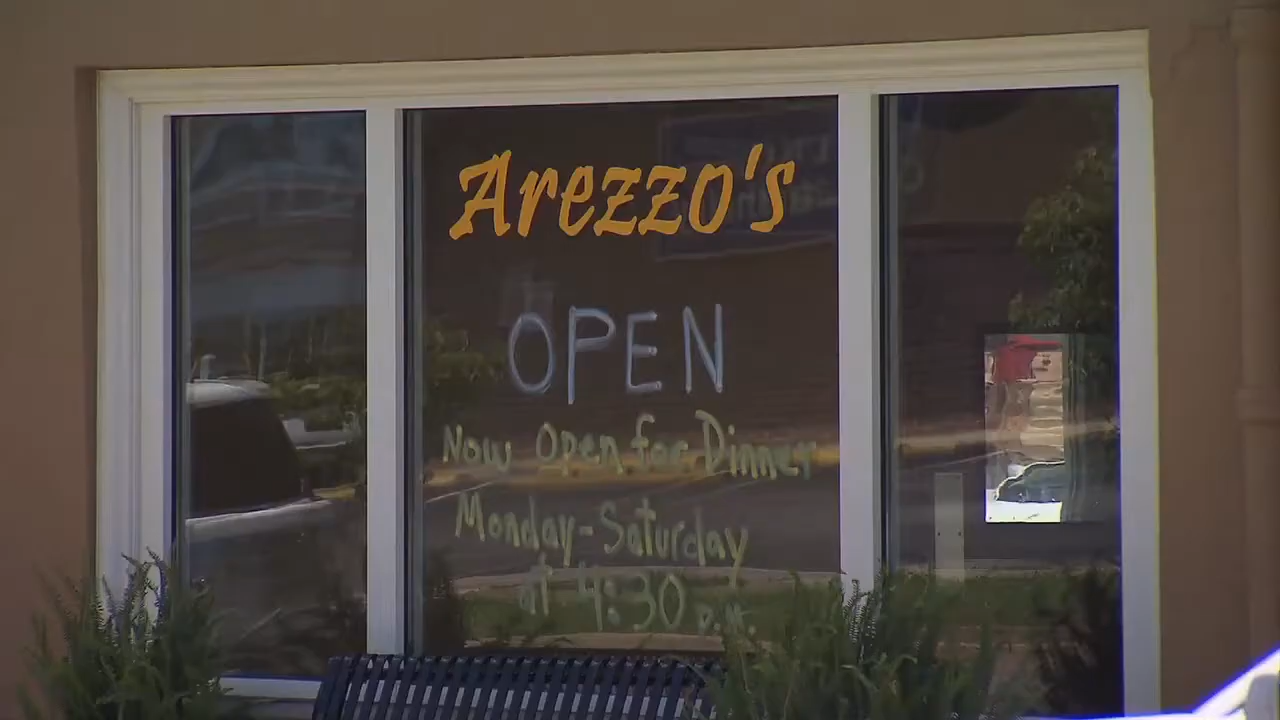 Arezzo's
OPEN
Now Open for Dinner
Monday-Saturday
at 4:30 P.M.